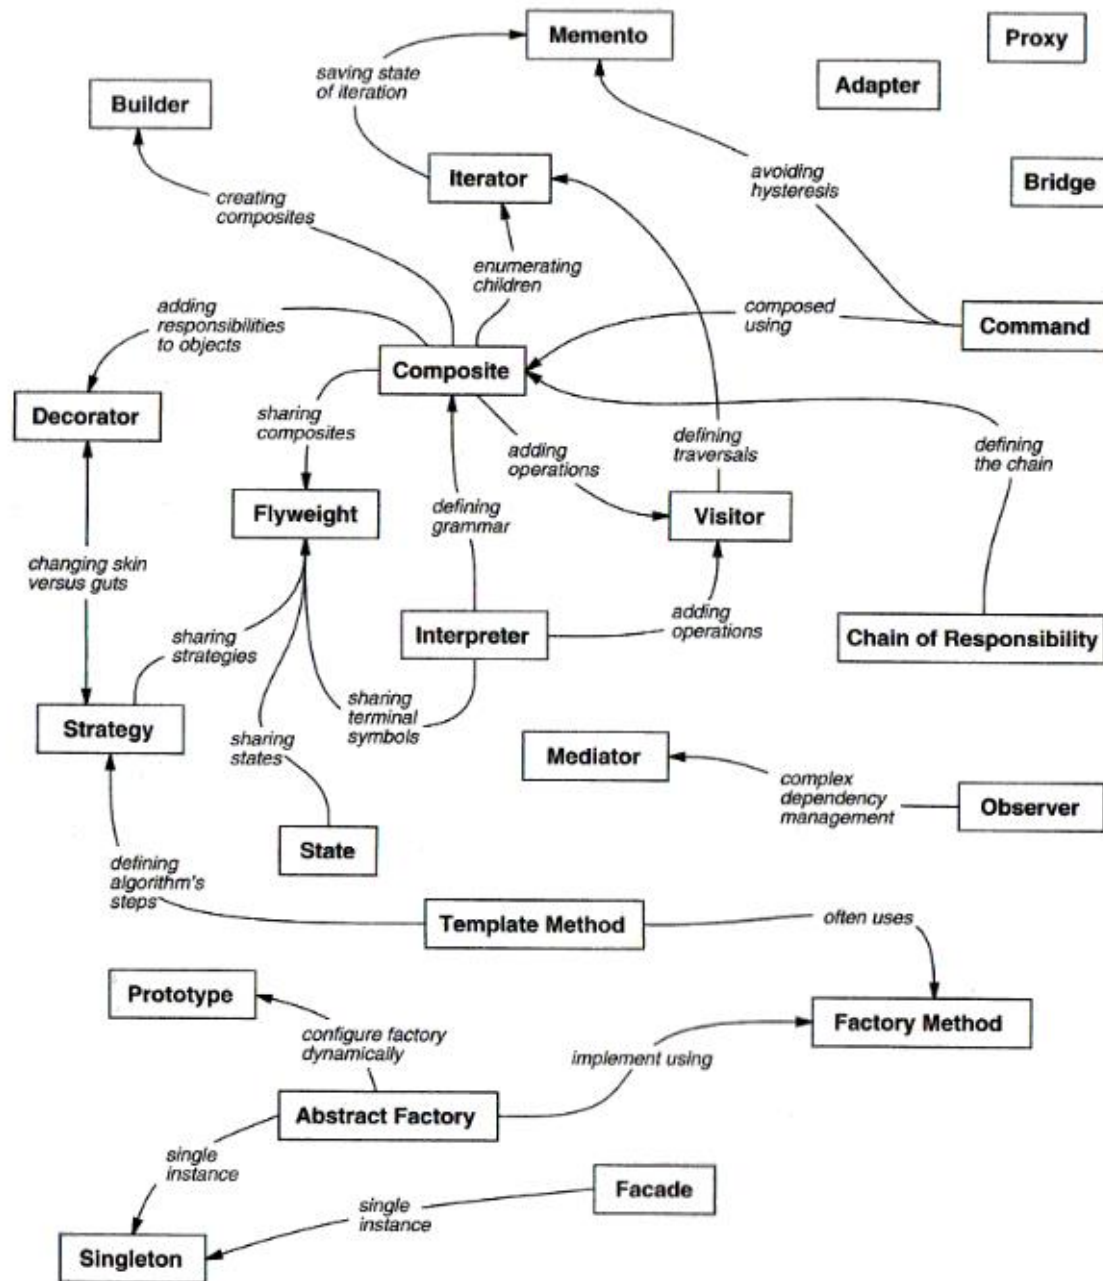 Memento
Proxy
saving state
of iteration
Adapter
Builder
avoiding
hysteresis
Iterator
Bridge
creating
composites
enumerating
children
adding
responsibilities
to objects
composed
using
Command
Composite
Decorator
sharing
composites
adding
operations
defining
traversals
defining
the chain
Flyweight
defining
grammar
Visitor
changing skin
versus guts
sharing
strategies
Interpreter
adding
operations
Chain of Responsibility
sharing
terminal
symbols
Strategy
sharing
states
Mediator
complex
dependency
management
Observer
State
defining
algorithm's
steps
Template Method
often uses
Prototype
Factory Method
configure factory
dynamically
implement using
Abstract Factory
single
instance
Facade
single
instance
Singleton